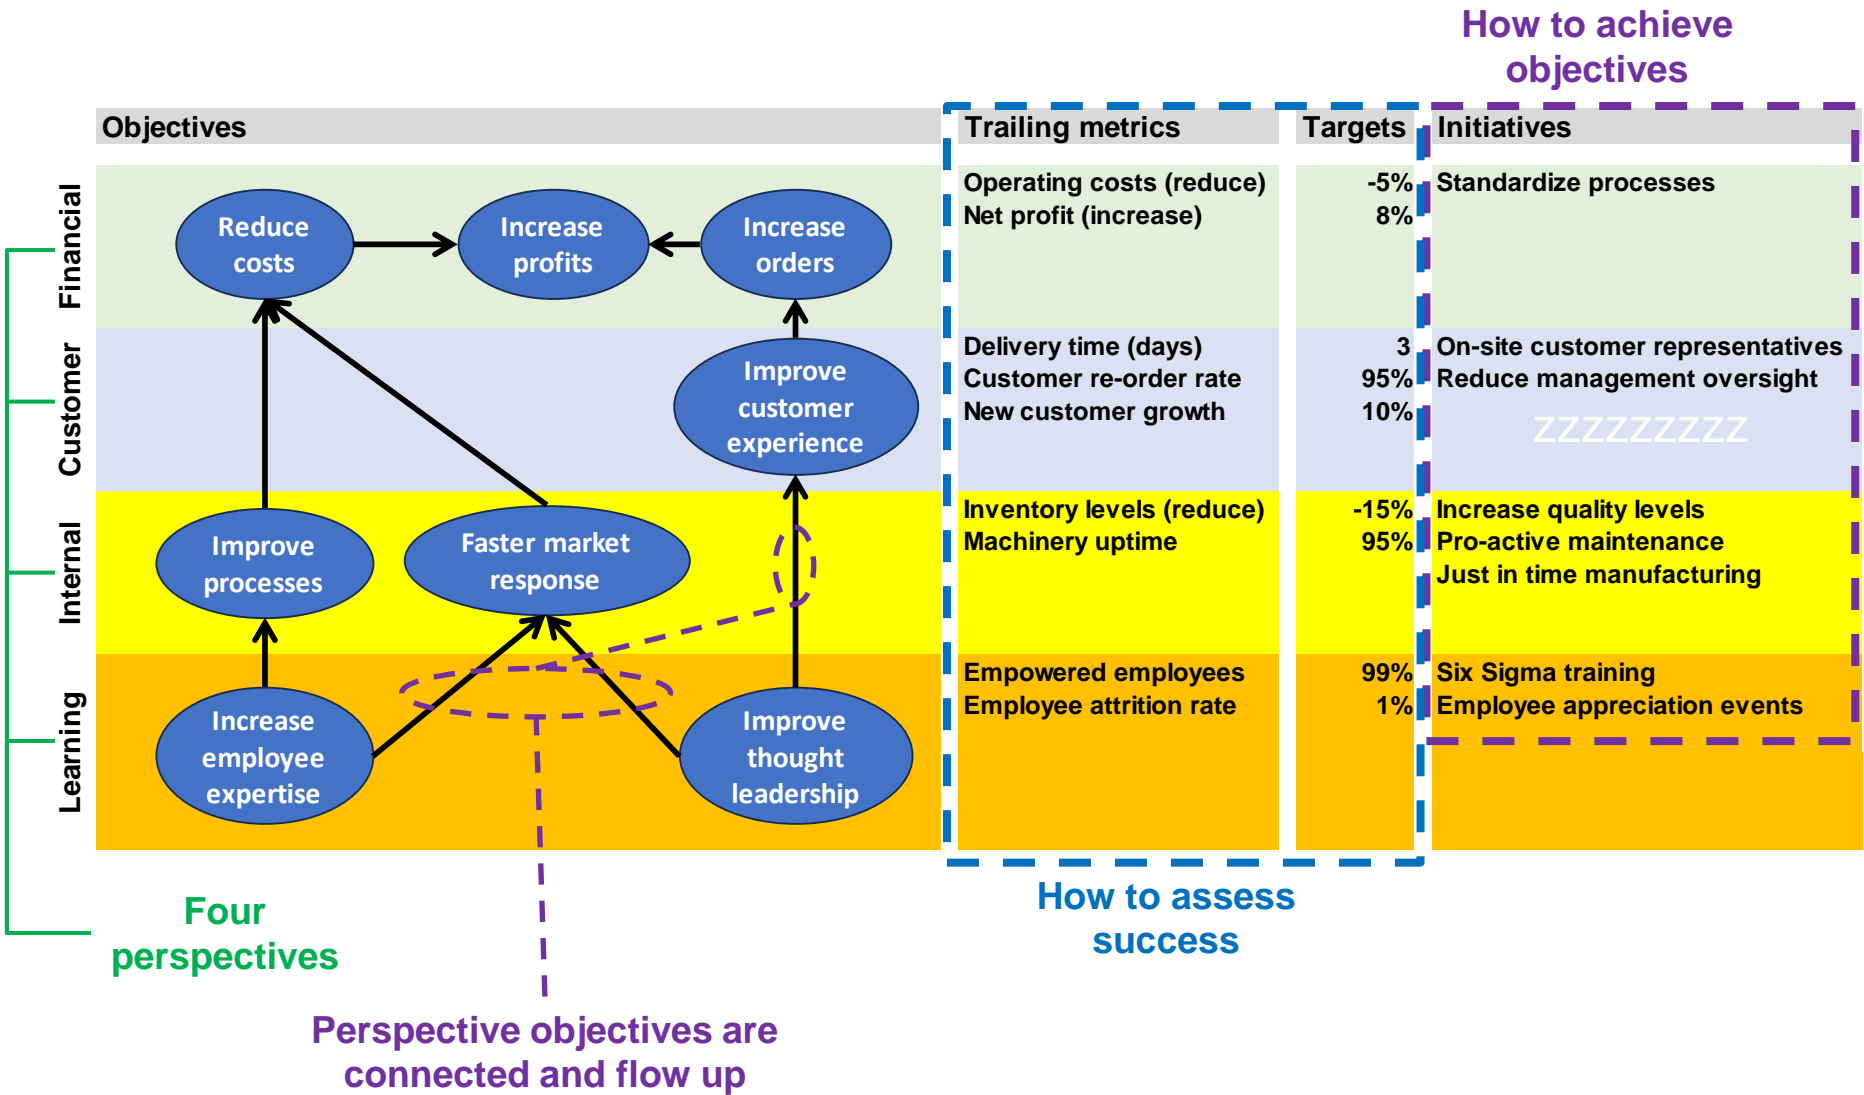 How to achieve
objectives
Objectives
Trailing metrics
Targets
Initiatives
Financial
Reduce
costs
Increase
profits
Increase
orders
Operating costs (reduce)
-5%
Standardize processes
Net profit (increase)
8%
Customer
Improve
customer
experience
Delivery time (days)
3
On-site customer representatives
Customer re-order rate
95%
Reduce management oversight
New customer growth
10%
zzzzzzzzz
Internal
Improve
processes
Faster market
response
Inventory levels (reduce)
-15%
Increase quality levels
Machinery uptime
95%
Pro-active maintenance
Just in time manufacturing
Learning
Increase
employee
expertise
Improve
thought
leadership
Empowered employees
99%
Six Sigma training
Employee attrition rate
1%
Employee appreciation events
How to assess
success
Four
perspectives
Perspective objectives are
connected and flow up